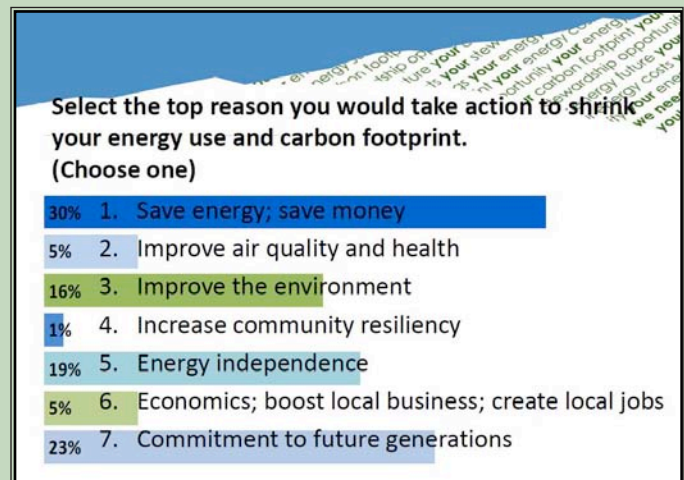 Select the top reason you would take action to shrink
your energy use and carbon footprint.
(Choose one)
30% 1. Save energy; save money
5% 2. Improve air quality and health
16% 3. Improve the environment
1% 4. Increase community resiliency
19% 5. Energy independence
5% 6. Economics; boost local business; create local jobs
23% 7. Commitment to future generations